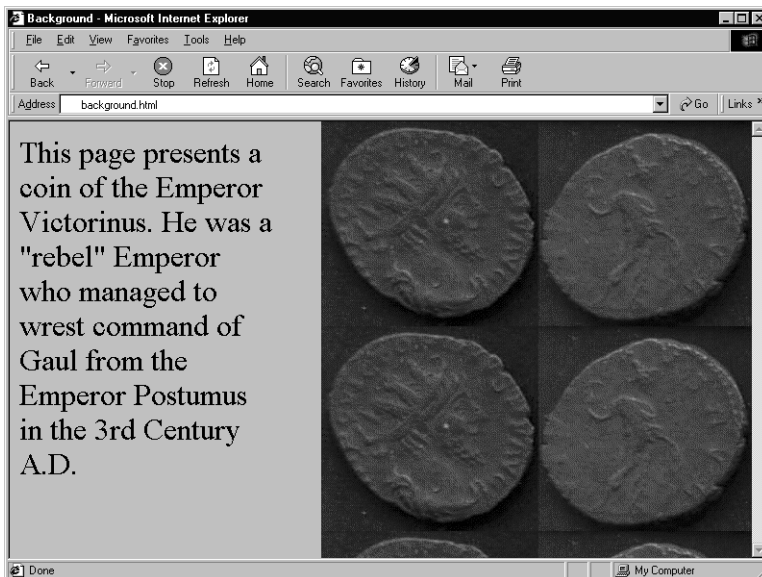 Background - Microsoft Internet Explorer
File Edit View Favorites Tools Help
Back Forward Stop Refresh Home Search Favorites History Mail Print
Address background.html Go Links »
This page presents a
coin of the Emperor
Victorinus. He was a
"rebel" Emperor
who managed to
wrest command of
Gaul from the
Emperor Postumus
in the 3rd Century
A.D.
Done My Computer